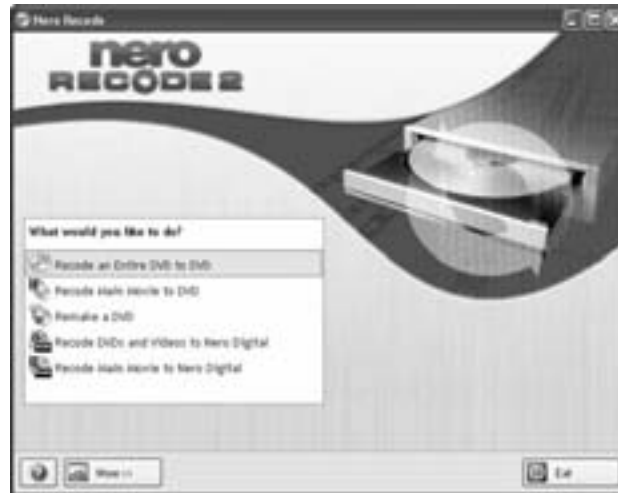 Nero Recode
nero
RECODE 2
What would you like to do?
Recode an Entire DVD to DVD
Recode Main Movie to DVD
Remake a DVD
Recode DVDs and Videos to Nero Digital
Recode Main Movie to Nero Digital
More >>
Exit